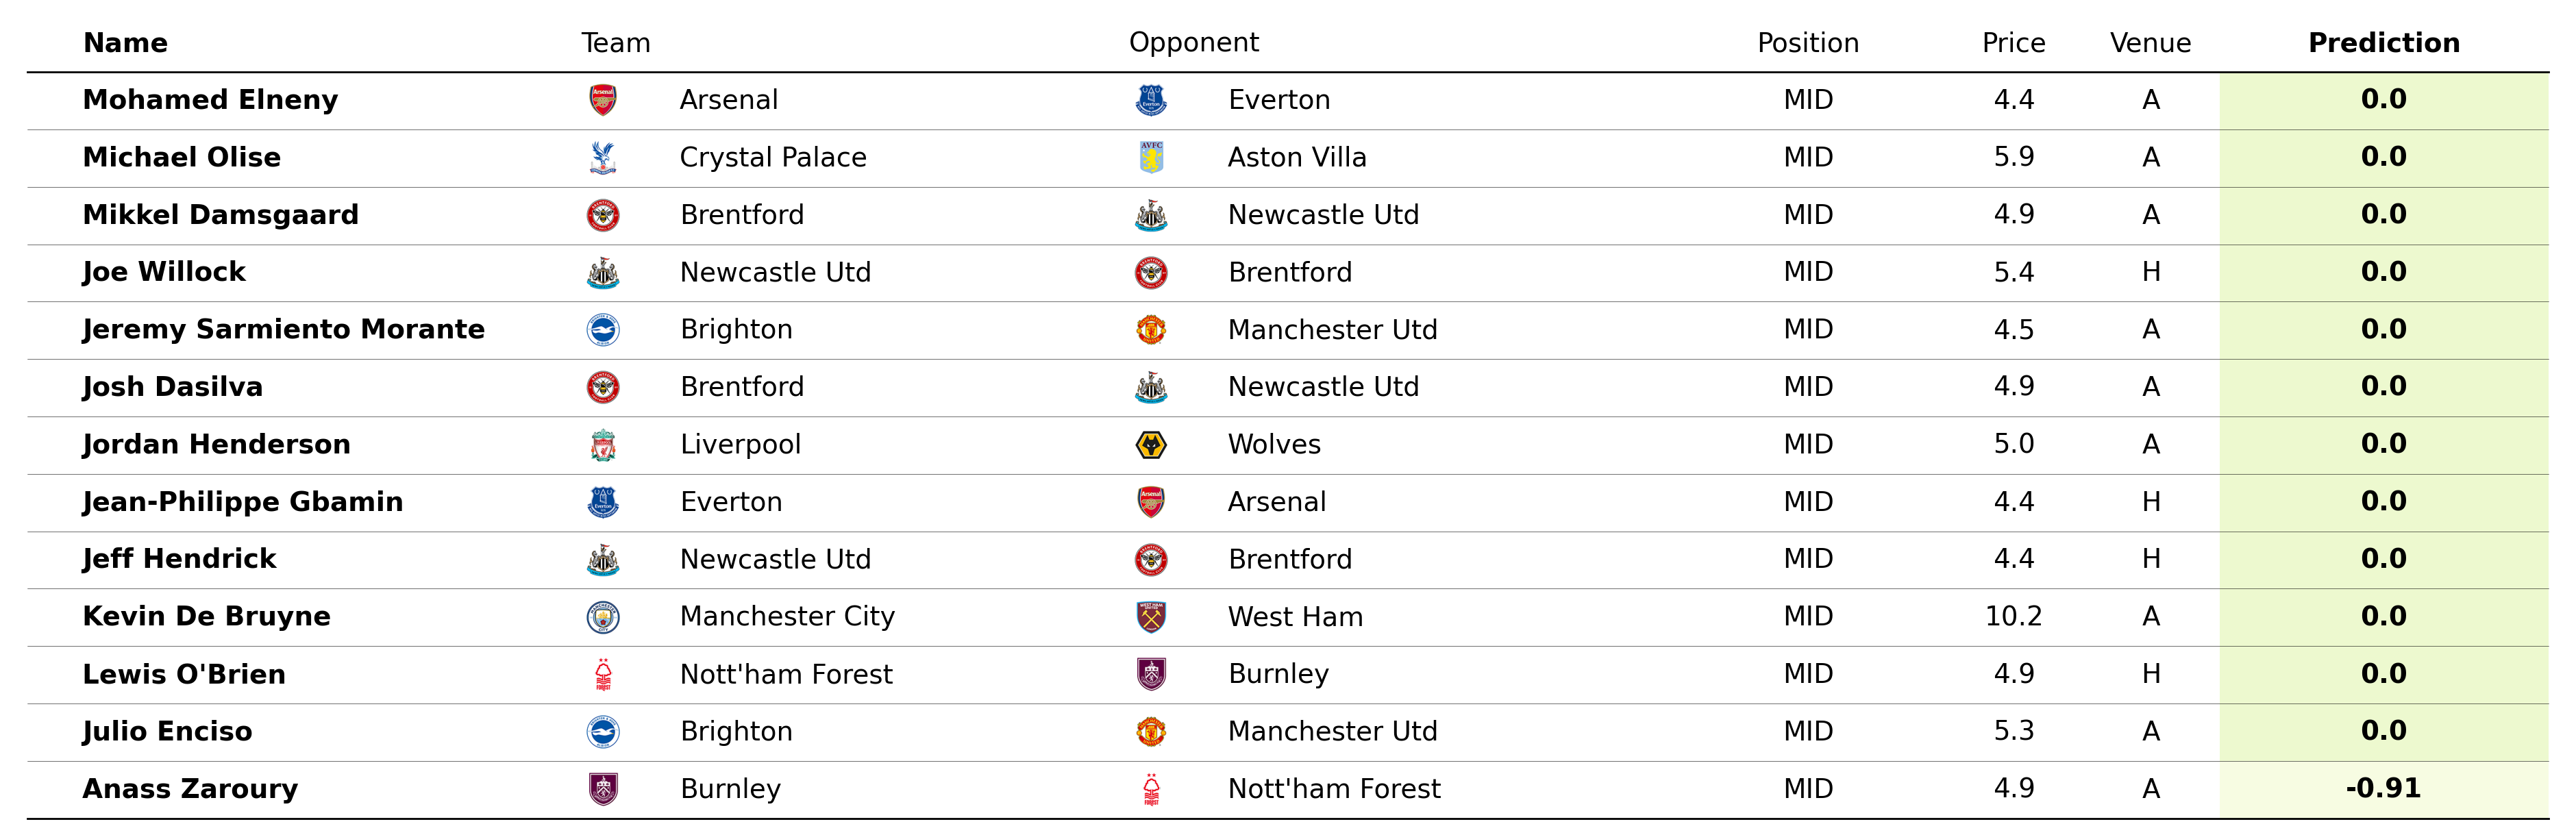 Name Team Opponent Position Price Venue Prediction
Mohamed Elneny Arsenal Everton MID 4.4 A 0.0
Michael Olise Crystal Palace Aston Villa MID 5.9 A 0.0
Mikkel Damsgaard Brentford Newcastle Utd MID 4.9 A 0.0
Joe Willock Newcastle Utd Brentford MID 5.4 H 0.0
Jeremy Sarmiento Morante Brighton Manchester Utd MID 4.5 A 0.0
Josh Dasilva Brentford Newcastle Utd MID 4.9 A 0.0
Jordan Henderson Liverpool Wolves MID 5.0 A 0.0
Jean-Philippe Gbamin Everton Arsenal MID 4.4 H 0.0
Jeff Hendrick Newcastle Utd Brentford MID 4.4 H 0.0
Kevin De Bruyne Manchester City West Ham MID 10.2 A 0.0
Lewis O'Brien Nott'ham Forest Burnley MID 4.9 H 0.0
Julio Enciso Brighton Manchester Utd MID 5.3 A 0.0
Anass Zaroury Burnley Nott'ham Forest MID 4.9 A -0.91